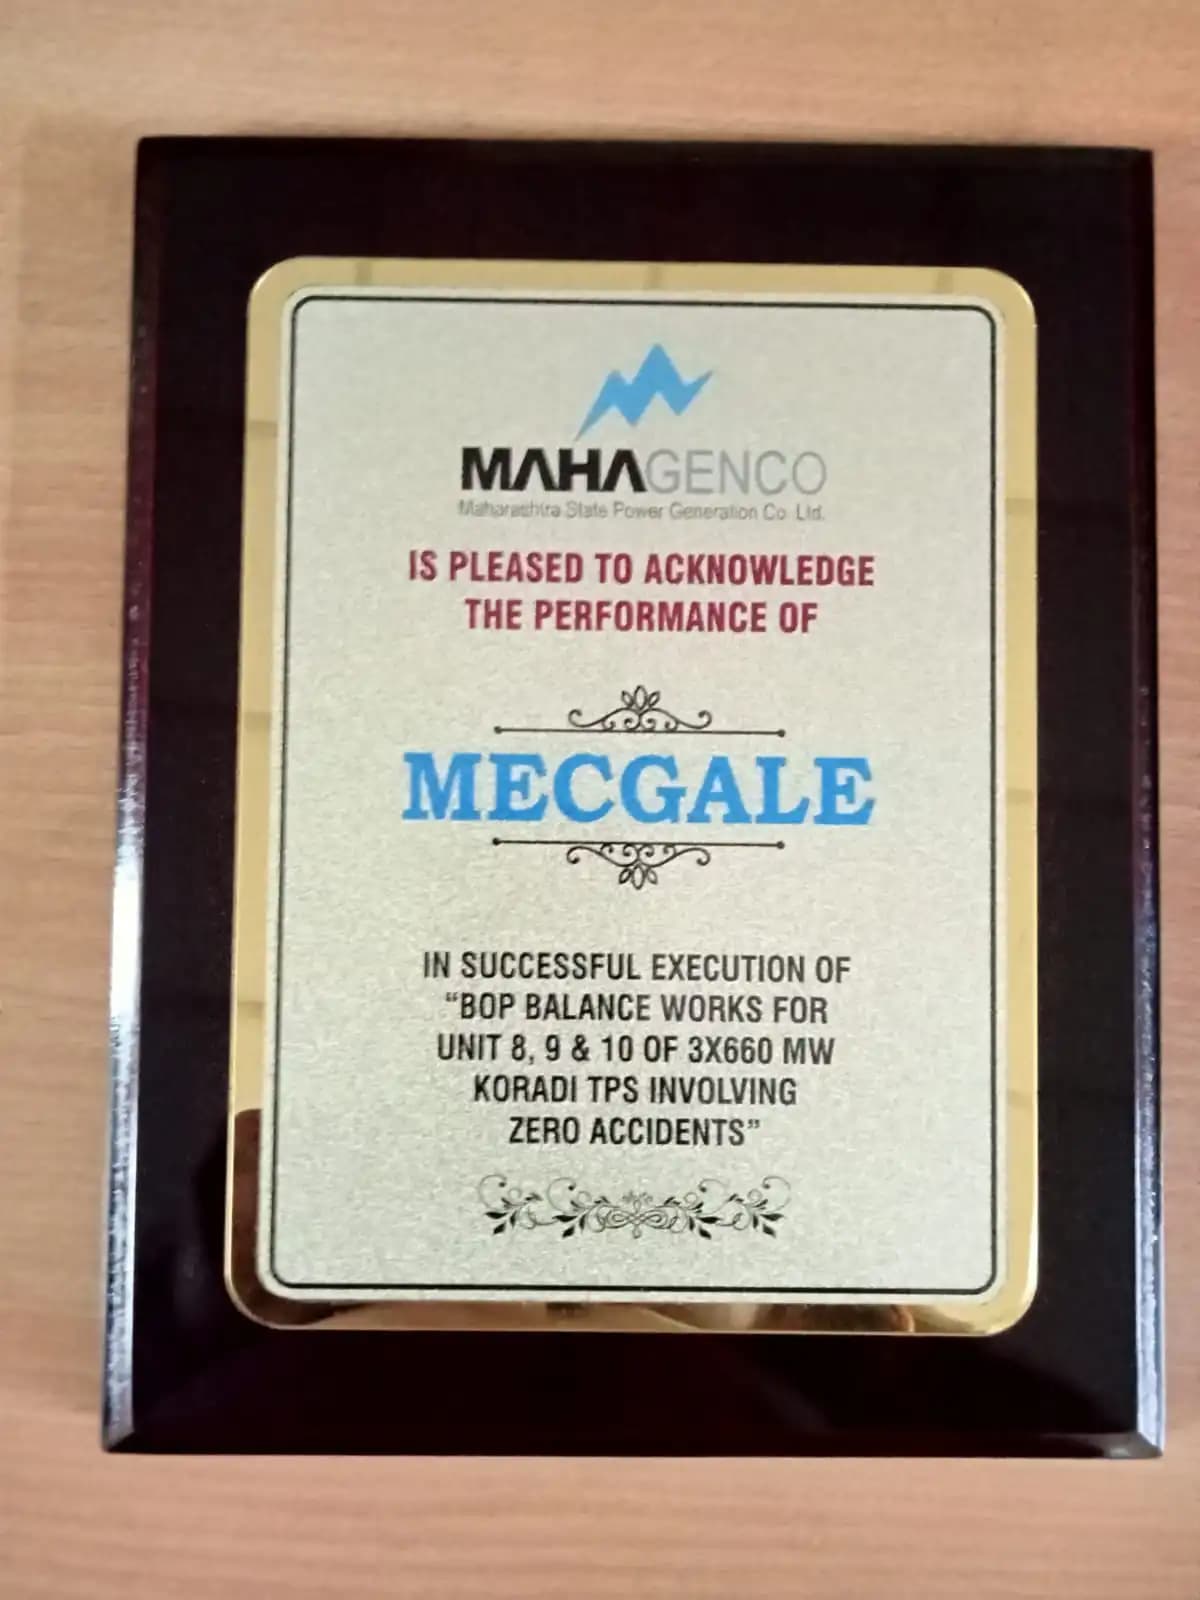 MAHAGENCO
Maharashtra State Power Generation Co. Ltd.
IS PLEASED TO ACKNOWLEDGE
THE PERFORMANCE OF
MECGALE
IN SUCCESSFUL EXECUTION OF
“BOP BALANCE WORKS FOR
UNIT 8, 9 & 10 OF 3X660 MW
KORADI TPS INVOLVING
ZERO ACCIDENTS”